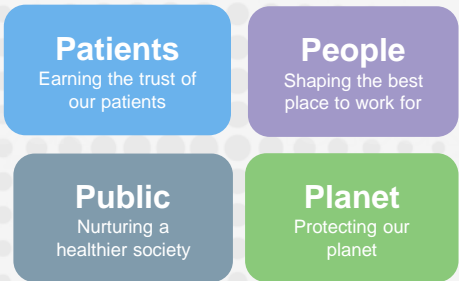 Patients
Earning the trust of
our patients
People
Shaping the best
place to work for
Public
Nurturing a
healthier society
Planet
Protecting our
planet